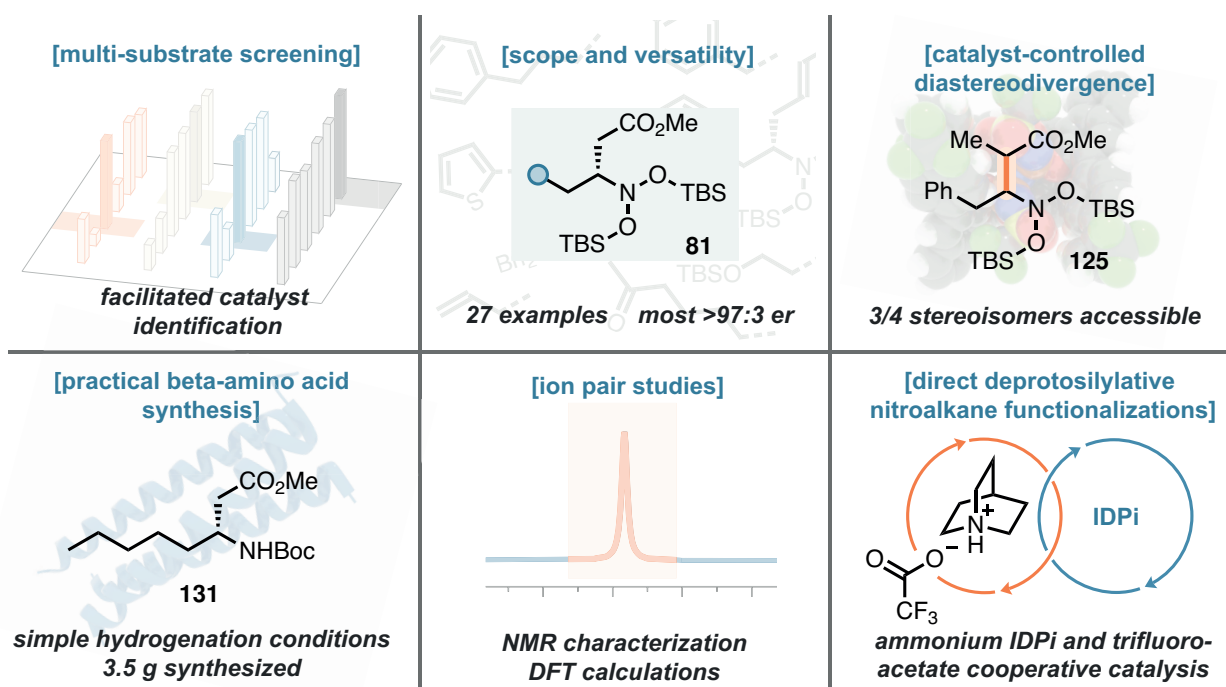 [multi-substrate screening]
facilitated catalyst
identification
[scope and versatility]
CO2Me
N
O
TBS
O
TBS
81
S
N
O
Br
TBSO
O
27 examples most >97:3 er
[catalyst-controlled
diastereodivergence]
Me
CO2Me
Ph
N
O
TBS
O
TBS
125
3/4 stereoisomers accessible
[practical beta-amino acid
synthesis]
CO2Me
NHBoc
131
simple hydrogenation conditions
3.5 g synthesized
[ion pair studies]
NMR characterization
DFT calculations
[direct deprotosilylative
nitroalkane functionalizations]
N
+
H
IDPi
O
O
−
CF3
ammonium IDPi and trifluoro-
acetate cooperative catalysis